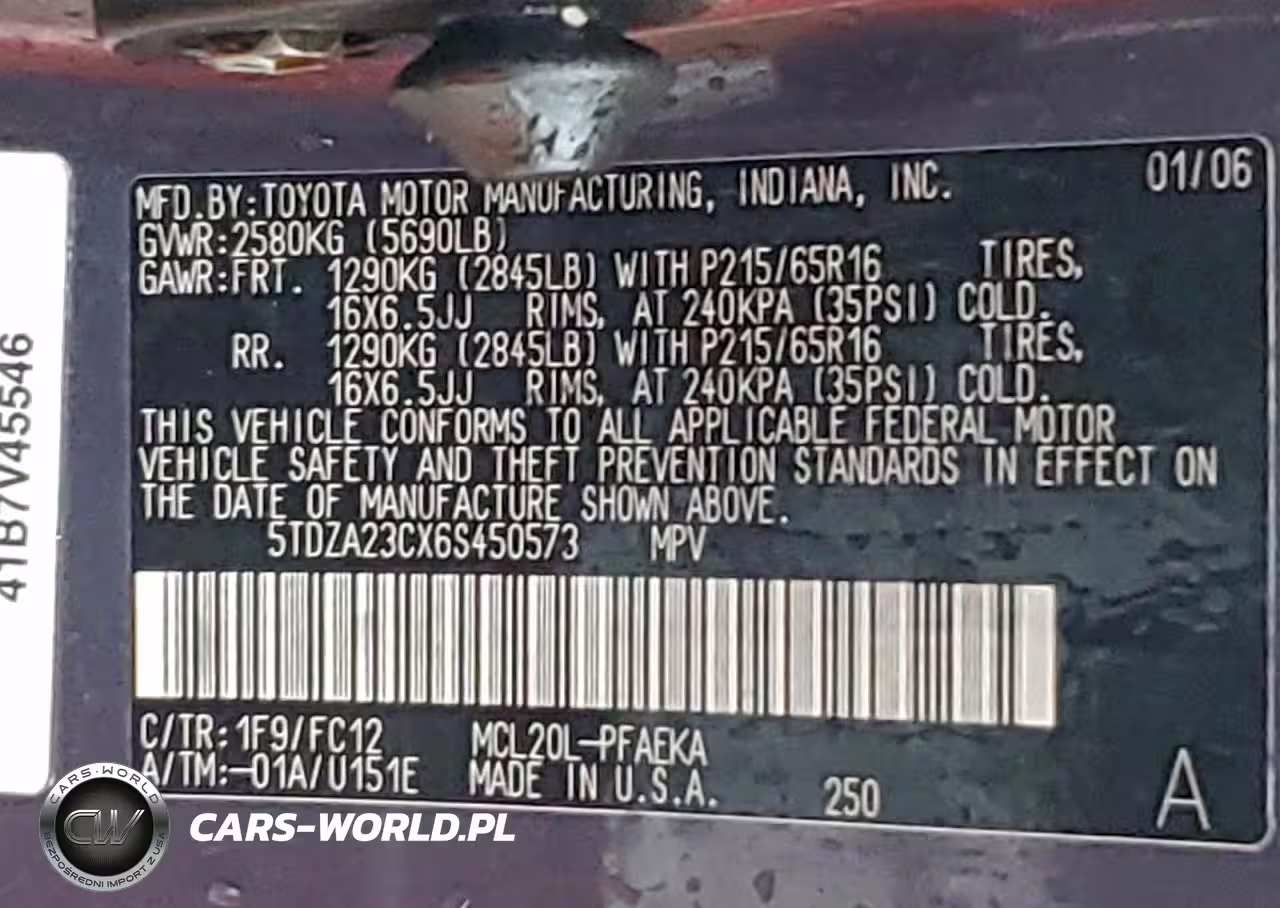 01/06
MFD.BY:TOYOTA MOTOR MANUFACTURING, INDIANA, INC.
GVWR:2580KG (5690LB)
GAWR:FRT. 1290KG (2845LB) WITH P215/65R16 TIRES,
16X6.5JJ RIMS, AT 240KPA (35PSI) COLD.
RR. 1290KG (2845LB) WITH P215/65R16 TIRES,
16X6.5JJ RIMS, AT 240KPA (35PSI) COLD.
THIS VEHICLE CONFORMS TO ALL APPLICABLE FEDERAL MOTOR
VEHICLE SAFETY AND THEFT PREVENTION STANDARDS IN EFFECT ON
THE DATE OF MANUFACTURE SHOWN ABOVE.
5TDZA23CX6S450573 MPV
C/TR:1F9/FC12 MCL20L-PFAEKA
A/TM:-01A/U151E MADE IN U.S.A. 250 A
41B7V45546
CARS-WORLD
CW
BEZPOŚREDNI IMPORT Z USA
CARS-WORLD.PL